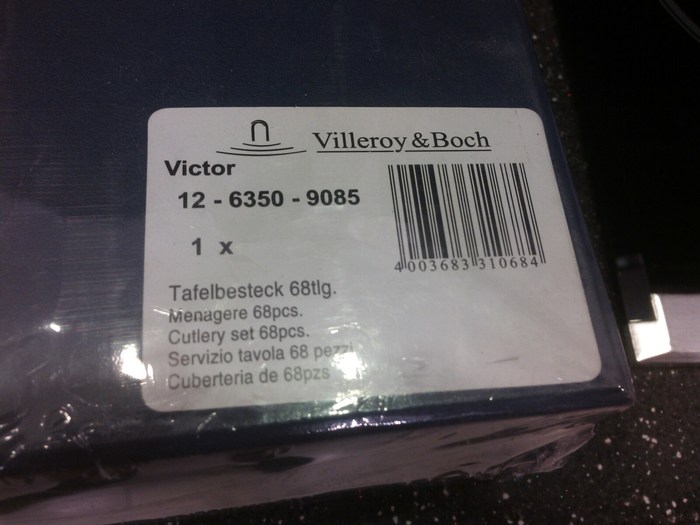 Villeroy & Boch
Victor
12 - 6350 - 9085
1 x
4 003683 310684
Tafelbesteck 68tlg.
Menagere 68pcs.
Cutlery set 68pcs.
Servizio tavola 68 pezzi
Cuberteria de 68pzs